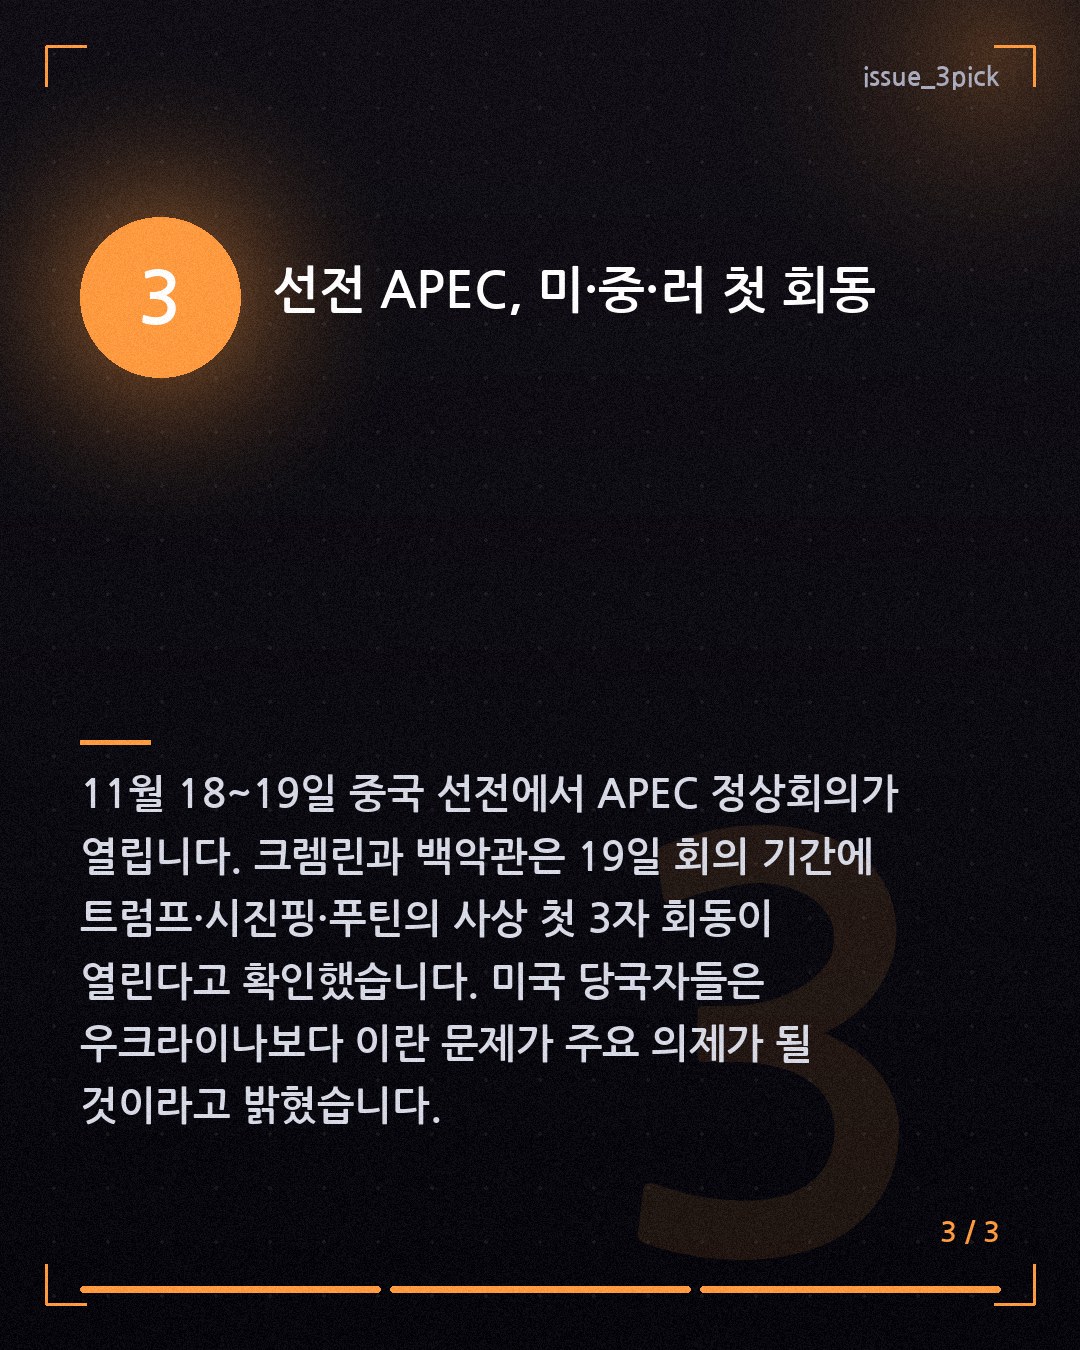 issue_3pick
3
선전 APEC, 미·중·러 첫 회동
11월 18~19일 중국 선전에서 APEC 정상회의가
열립니다. 크렘린과 백악관은 19일 회의 기간에
트럼프·시진핑·푸틴의 사상 첫 3자 회동이
열린다고 확인했습니다. 미국 당국자들은
우크라이나보다 이란 문제가 주요 의제가 될
것이라고 밝혔습니다.
3
3 / 3